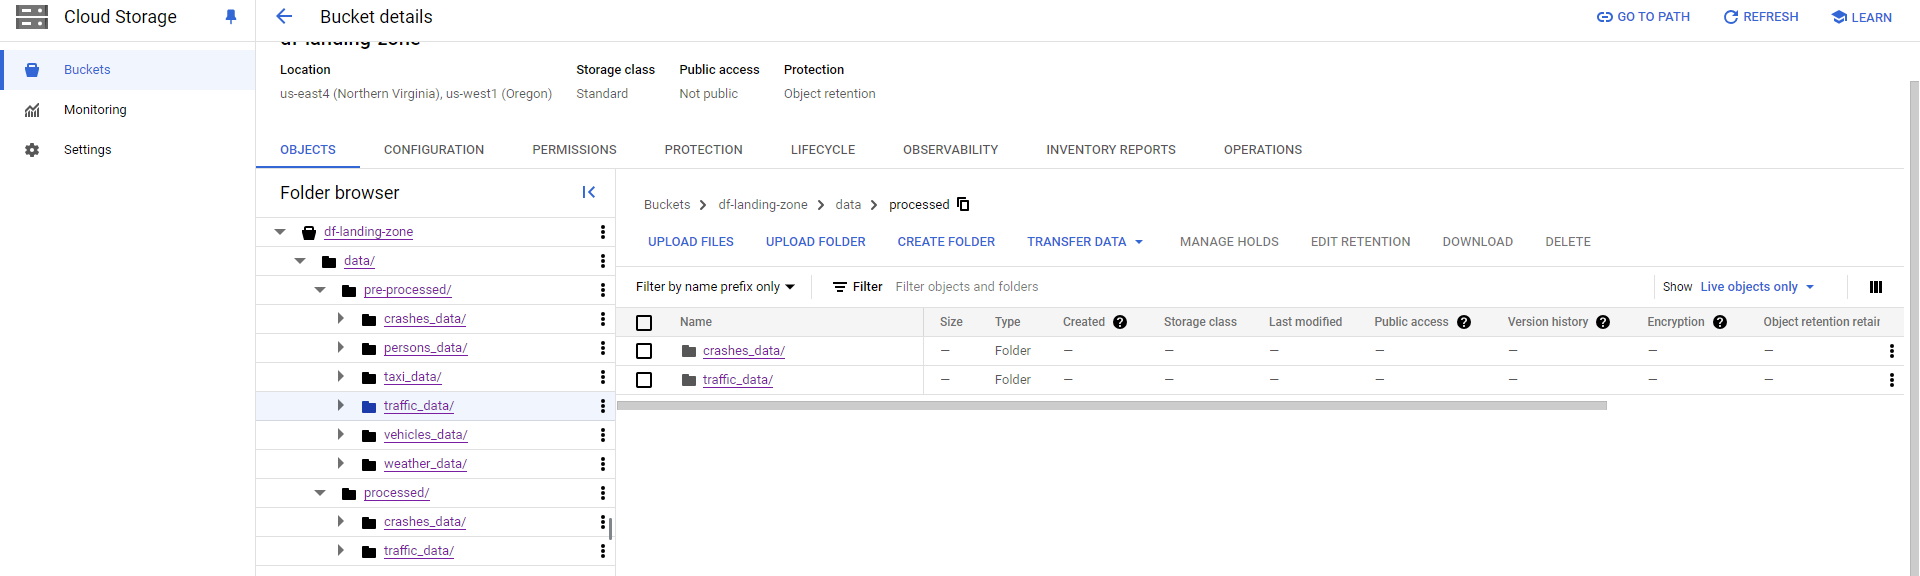 Cloud Storage
Bucket details
GO TO PATH
REFRESH
LEARN
df-landing-zone
Buckets
Monitoring
Settings
Location
Storage class
Public access
Protection
us-east4 (Northern Virginia), us-west1 (Oregon)
Standard
Not public
Object retention
OBJECTS
CONFIGURATION
PERMISSIONS
PROTECTION
LIFECYCLE
OBSERVABILITY
INVENTORY REPORTS
OPERATIONS
Folder browser
df-landing-zone
data/
pre-processed/
crashes_data/
persons_data/
taxi_data/
traffic_data/
vehicles_data/
weather_data/
processed/
crashes_data/
traffic_data/
Buckets > df-landing-zone > data > processed
UPLOAD FILES
UPLOAD FOLDER
CREATE FOLDER
TRANSFER DATA
MANAGE HOLDS
EDIT RETENTION
DOWNLOAD
DELETE
Filter by name prefix only
Filter
Filter objects and folders
Show Live objects only
Name Size Type Created Storage class Last modified Public access Version history Encryption Object retention retain
crashes_data/ — Folder — — — — — — —
traffic_data/ — Folder — — — — — — —